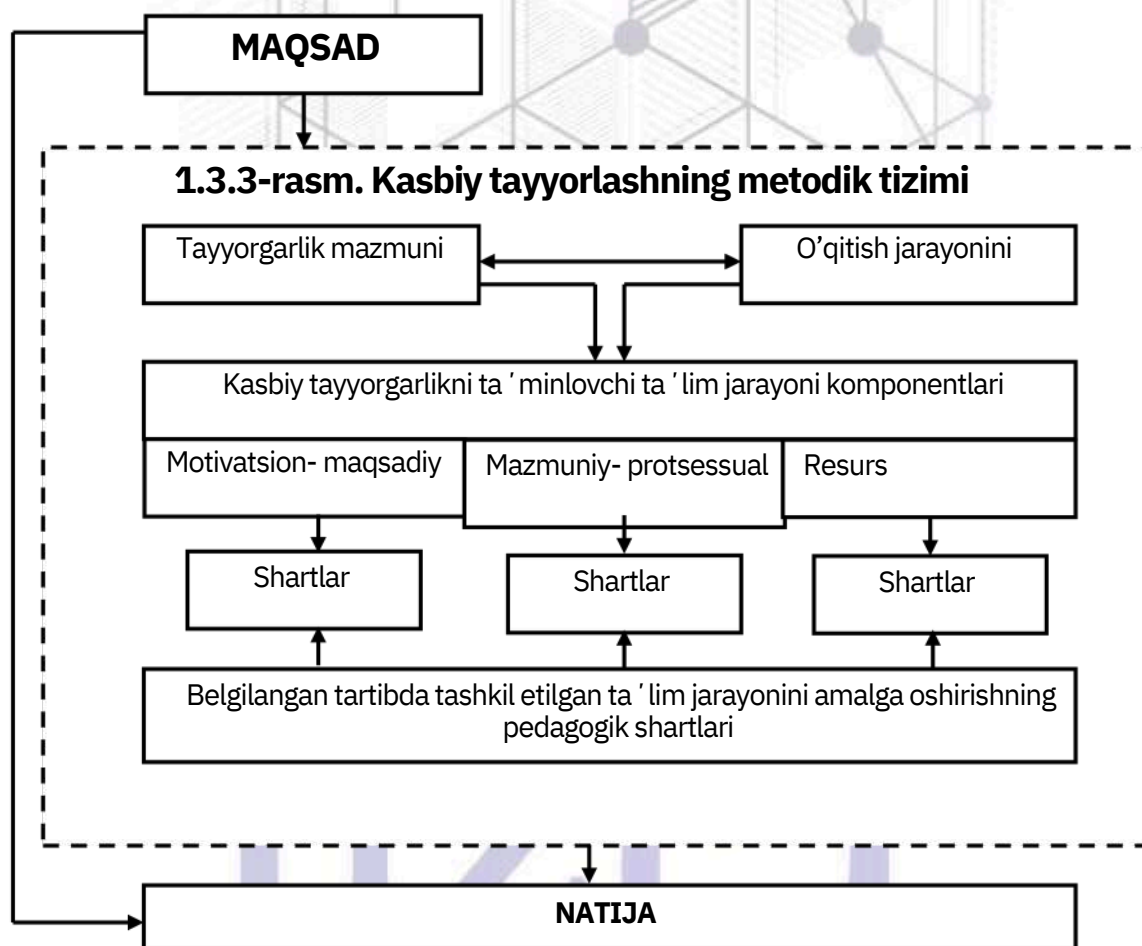 MAQSAD
1.3.3-rasm. Kasbiy tayyorlashning metodik tizimi
Tayyorgarlik mazmuni
O’qitish jarayonini
Kasbiy tayyorgarlikni ta ′ minlovchi ta ′ lim jarayoni komponentlari
Motivatsion- maqsadiy
Mazmuniy- protsessual
Resurs
Shartlar
Shartlar
Shartlar
Belgilangan tartibda tashkil etilgan ta ′ lim jarayonini amalga oshirishning
pedagogik shartlari
NATIJA